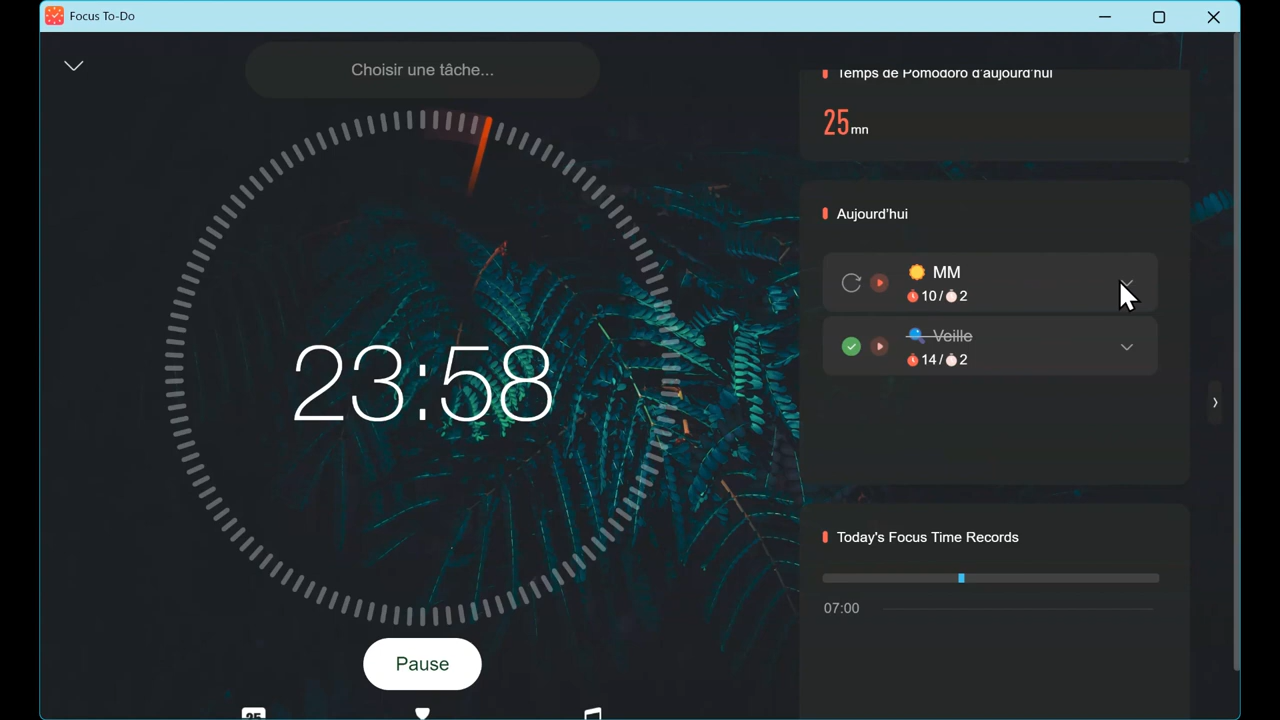 Focus To-Do
Choisir une tâche...
Temps de Pomodoro d'aujourd'hui
25mn
Aujourd'hui
MM
10/2
Veille
14/2
23:58
Today's Focus Time Records
07:00
Pause
25